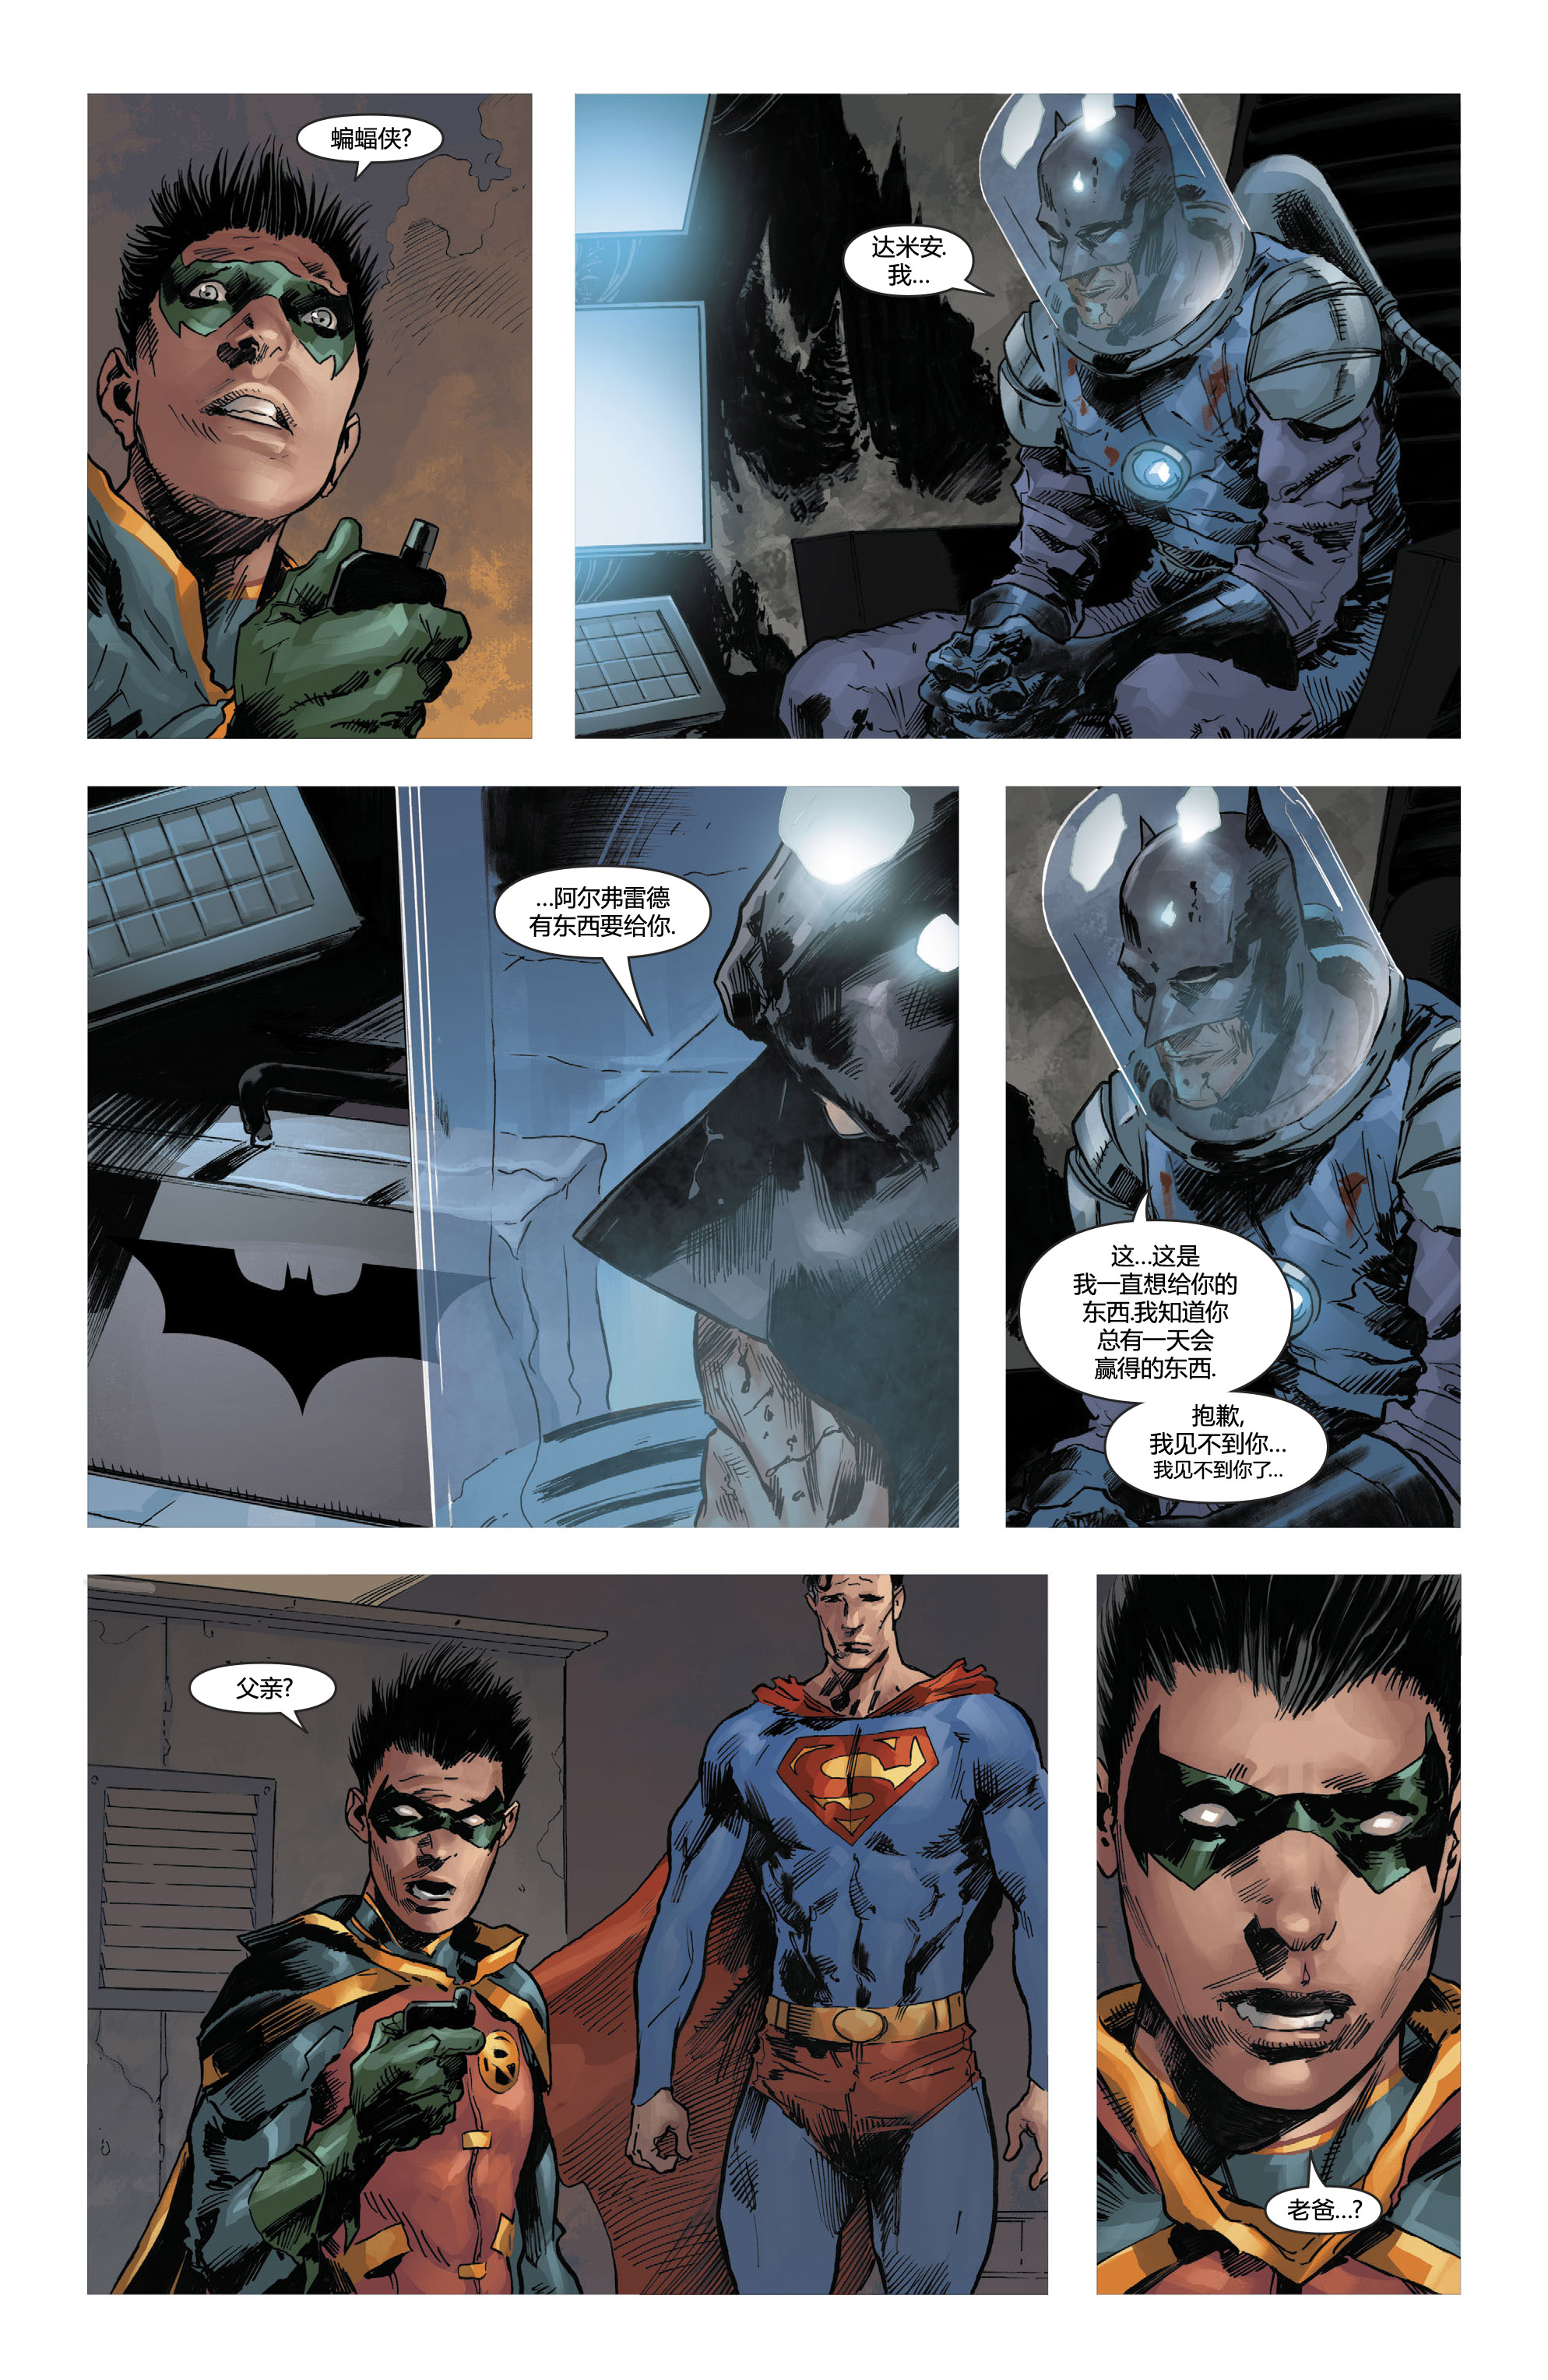 蝙蝠侠?
达米安.
我...
...阿尔弗雷德
有东西要给你.
这...这是
我一直想给你的
东西.我知道你
总有一天会
赢得的东西.
抱歉,
我见不到你...
我见不到你了...
父亲?
老爸...?